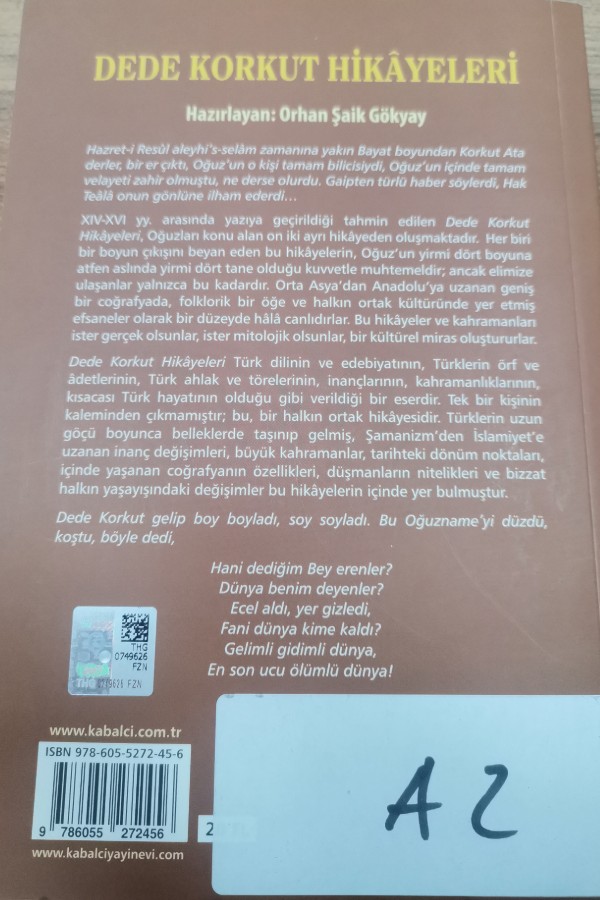 DEDE KORKUT HİKÂYELERİ
Hazırlayan: Orhan Şaik Gökyay
Hazret-i Resûl aleyhi's-selâm zamanına yakın Bayat boyundan Korkut Ata
derler, bir er çıktı, Oğuz'un o kişi tamam bilicisiydi, Oğuz'un içinde tamam
velayeti zahir olmuştu, ne derse olurdu. Gaipten türlü haber söylerdi, Hak
Teâlâ onun gönlüne ilham ederdi…
XIV-XVI yy. arasında yazıya geçirildiği tahmin edilen Dede Korkut
Hikâyeleri, Oğuzları konu alan on iki ayrı hikâyeden oluşmaktadır. Her biri
bir boyun çıkışını beyan eden bu hikâyelerin, Oğuz'un yirmi dört boyuna
atfen aslında yirmi dört tane olduğu kuvvetle muhtemeldir; ancak elimize
ulaşanlar yalnızca bu kadardır. Orta Asya'dan Anadolu'ya uzanan geniş
bir coğrafyada, folklorik bir öğe ve halkın ortak kültüründe yer etmiş
efsaneler olarak bir düzeyde hâlâ canlıdırlar. Bu hikâyeler ve kahramanları
ister gerçek olsunlar, ister mitolojik olsunlar, bir kültürel miras oluştururlar.
Dede Korkut Hikâyeleri Türk dilinin ve edebiyatının, Türklerin örf ve
âdetlerinin, Türk ahlak ve törelerinin, inançlarının, kahramanlıklarının,
kısacası Türk hayatının olduğu gibi verildiği bir eserdir. Tek bir kişinin
kaleminden çıkmamıştır; bu, bir halkın ortak hikâyesidir. Türklerin uzun
göçü boyunca belleklerde taşınıp gelmiş, Şamanizm'den İslamiyet'e
uzanan inanç değişimleri, büyük kahramanlar, tarihteki dönüm noktaları,
içinde yaşanan coğrafyanın özellikleri, düşmanların nitelikleri ve bizzat
halkın yaşayışındaki değişimler bu hikâyelerin içinde yer bulmuştur.
Dede Korkut gelip boy boyladı, soy soyladı. Bu Oğuzname'yi düzdü,
koştu, böyle dedi,
Hani dediğim Bey erenler?
Dünya benim deyenler?
Ecel aldı, yer gizledi,
Fani dünya kime kaldı?
Gelimli gidimli dünya,
En son ucu ölümlü dünya!
THG
0749626
FZN
THG 0749626 FZN
www.kabalci.com.tr
ISBN 978-605-5272-45-6
9 786055 272456
www.kabalciyayinevi.com
A2